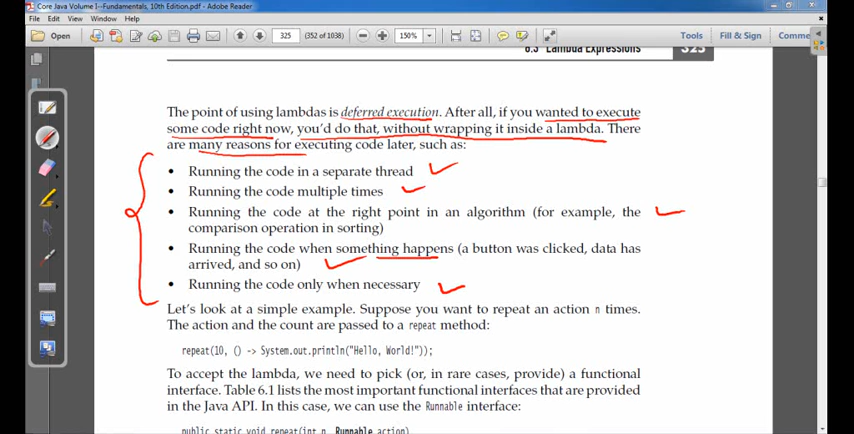 Core Java Volume I--Fundamentals, 10th Edition.pdf - Adobe Reader
File Edit View Window Help
Open 325 (352 of 1038) 150% Tools Fill & Sign Comme
6.3 Lambda Expressions 325
The point of using lambdas is deferred execution. After all, if you wanted to execute
some code right now, you'd do that, without wrapping it inside a lambda. There
are many reasons for executing code later, such as:
• Running the code in a separate thread
• Running the code multiple times
• Running the code at the right point in an algorithm (for example, the
comparison operation in sorting)
• Running the code when something happens (a button was clicked, data has
arrived, and so on)
• Running the code only when necessary
Let's look at a simple example. Suppose you want to repeat an action n times.
The action and the count are passed to a repeat method:
repeat(10, () -> System.out.println("Hello, World!"));
To accept the lambda, we need to pick (or, in rare cases, provide) a functional
interface. Table 6.1 lists the most important functional interfaces that are provided
in the Java API. In this case, we can use the Runnable interface:
public static void repeat(int n, Runnable action)